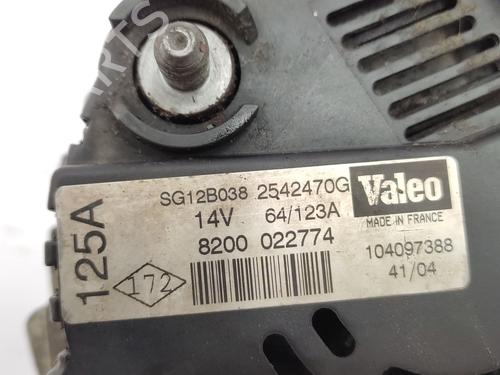 SG12B038 2542470G Valeo
14V 64/123A MADE IN FRANCE
8200 022774 104097388
41/04
125A
172